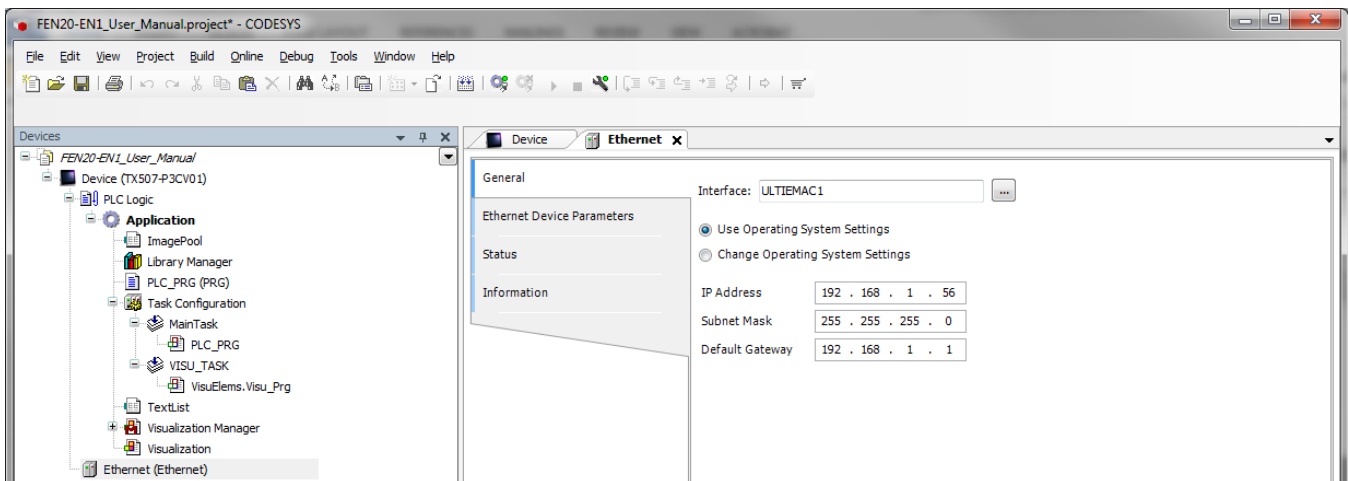 FEN20-EN1_User_Manual.project* - CODESYS
File Edit View Project Build Online Debug Tools Window Help
Devices
FEN20-EN1_User_Manual
Device (TX507-P3CV01)
PLC Logic
Application
ImagePool
Library Manager
PLC_PRG (PRG)
Task Configuration
MainTask
PLC_PRG
VISU_TASK
VisuElems.Visu_Prg
TextList
Visualization Manager
Visualization
Ethernet (Ethernet)
Device Ethernet
General
Ethernet Device Parameters
Status
Information
Interface: ULTIEMAC1 ...
Use Operating System Settings
Change Operating System Settings
IP Address 192 . 168 . 1 . 56
Subnet Mask 255 . 255 . 255 . 0
Default Gateway 192 . 168 . 1 . 1